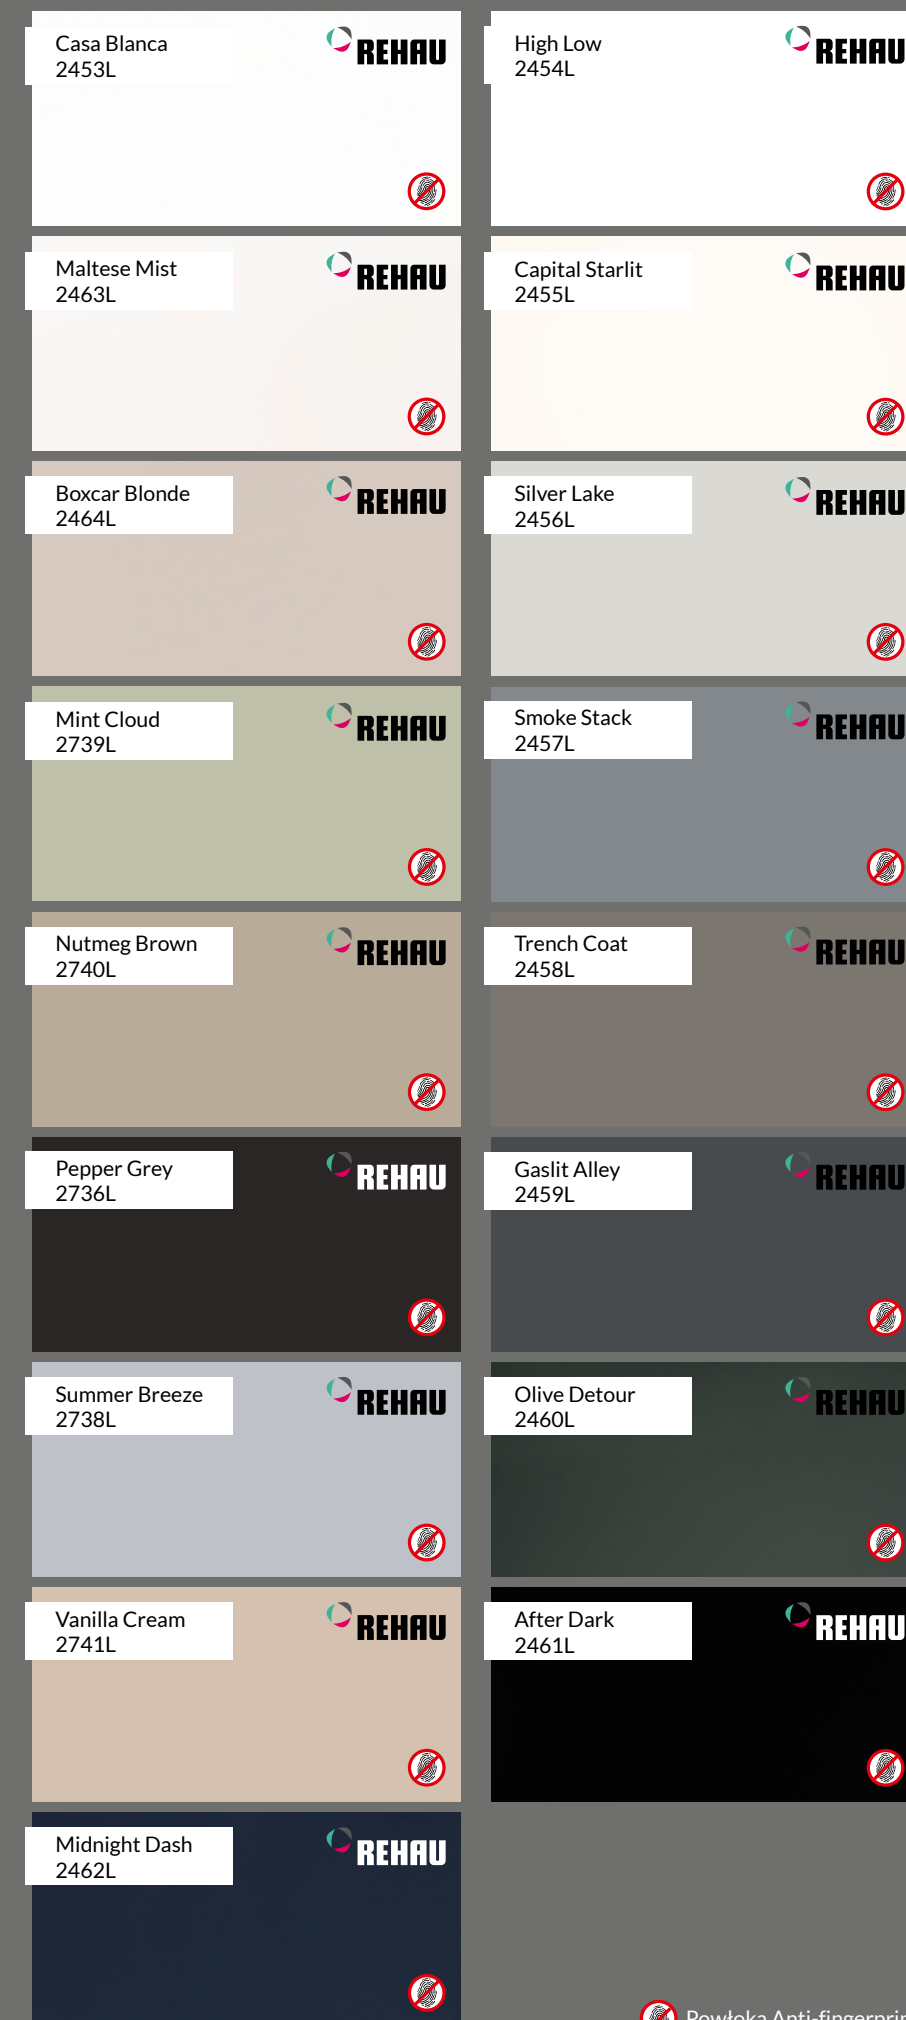 Casa Blanca
2453L
REHAU
High Low
2454L
REHAU
Maltese Mist
2463L
REHAU
Capital Starlit
2455L
REHAU
Boxcar Blonde
2464L
REHAU
Silver Lake
2456L
REHAU
Mint Cloud
2739L
REHAU
Smoke Stack
2457L
REHAU
Nutmeg Brown
2740L
REHAU
Trench Coat
2458L
REHAU
Pepper Grey
2736L
REHAU
Gaslit Alley
2459L
REHAU
Summer Breeze
2738L
REHAU
Olive Detour
2460L
REHAU
Vanilla Cream
2741L
REHAU
After Dark
2461L
REHAU
Midnight Dash
2462L
REHAU
Powłoka